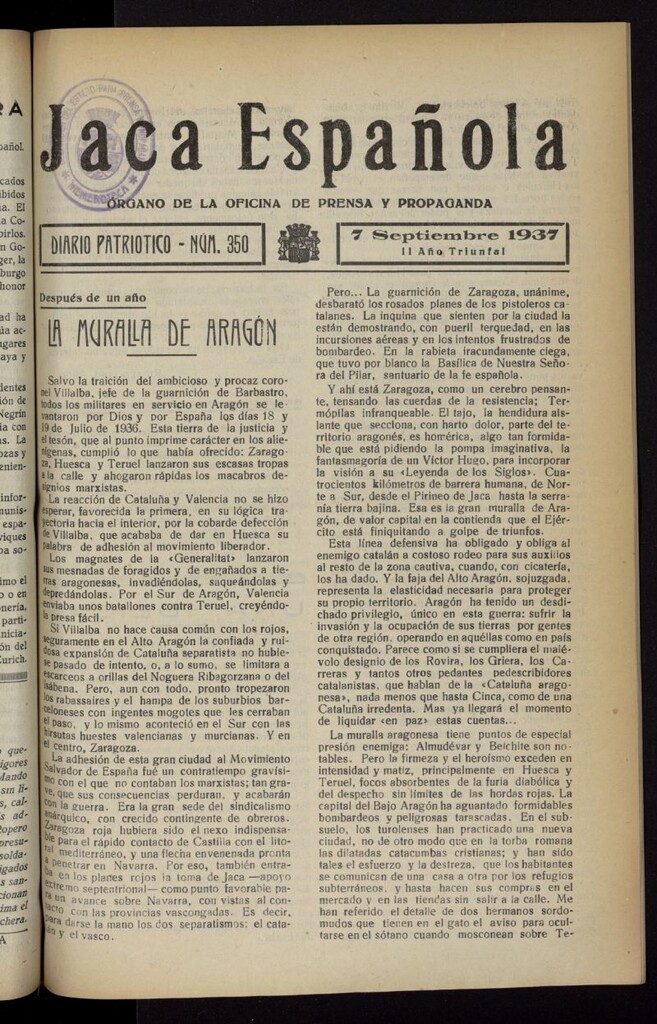 Jaca Española
ÓRGANO DE LA OFICINA DE PRENSA Y PROPAGANDA
DIARIO PATRIOTICO - NÚM. 350
7 Septiembre 1937
II Año Triunfal
Después de un año
LA MURALLA DE ARAGÓN
Salvo la traición del ambicioso y procaz coro-
nel Villalba, jefe de la guarnición de Barbastro,
todos los militares en servicio en Aragón se le-
vantaron por Dios y por España los días 18 y
19 de Julio de 1936. Esta tierra de la justicia y
el tesón, que al punto imprime carácter en los alie-
nígenas, cumplió lo que había ofrecido: Zarago-
za, Huesca y Teruel lanzaron sus escasas tropas
a la calle y ahogaron rápidas los macabros de-
signios marxistas.
La reacción de Cataluña y Valencia no se hizo
esperar, favorecida la primera, en su lógica tra-
yectoria hacia el interior, por la cobarde defección
de Villalba, que acababa de dar en Huesca su
palabra de adhesión al movimiento liberador.
Los magnates de la «Generalitat» lanzaron
sus mesnadas de foragidos y de engañados a tie-
rras aragonesas, invadiéndolas, saqueándolas y
depredándolas. Por el Sur de Aragón, Valencia
enviaba unos batallones contra Teruel, creyéndo-
la presa fácil.
Si Villalba no hace causa común con los rojos,
seguramente en el Alto Aragón la confiada y rui-
dosa expansión de Cataluña separatista no hubie-
se pasado de intento, o, a lo sumo, se limitara a
escarceos a orillas del Noguera Ribagorzano o del
Isábena. Pero, aun con todo, pronto tropezaron
los rabassaires y el hampa de los suburbios bar-
celoneses con ingentes mogotes que les cerraban
el paso, y lo mismo aconteció en el Sur con las
hirsutas huestes valencianas y murcianas. Y en
el centro, Zaragoza.
La adhesión de esta gran ciudad al Movimiento
Salvador de España fué un contratiempo gravísi-
mo con el que no contaban los marxistas; tan gra-
ve, que sus consecuencias perduran, y acabarán
con la guerra. Era la gran sede del sindicalismo
anárquico, con crecido contingente de obreros.
Zaragoza roja hubiera sido el nexo indispensa-
ble para el rápido contacto de Castilla con el lito-
ral mediterráneo, y una flecha envenenada pronta
a penetrar en Navarra. Por eso, también entra-
ba en los planes rojos la toma de Jaca —apoyo
extremo septentrional— como punto favorable pa-
ra un avance sobre Navarra, con vistas al con-
tacto con las provincias vascongadas. Es decir,
para darse la mano los dos separatismos: el cata-
lán y el vasco.
Pero... La guarnición de Zaragoza, unánime,
desbarató los rosados planes de los pistoleros ca-
talanes. La inquina que sienten por la ciudad la
están demostrando, con pueril terquedad, en las
incursiones aéreas y en los intentos frustrados de
bombardeo. En la rabieta iracundamente ciega,
que tuvo por blanco la Basílica de Nuestra Seño-
ra del Pilar, santuario de la fe española.
Y ahí está Zaragoza, como un cerebro pensan-
te, tensando las cuerdas de la resistencia; Ter-
mópilas infranqueable. El tajo, la hendidura ais-
lante que secciona, con harto dolor, parte del te-
rritorio aragonés, es homérica, algo tan formida-
ble que está pidiendo la pompa imaginativa, la
fantasmagoría de un Víctor Hugo, para incorporar
la visión a su «Leyenda de los Siglos». Cua-
trocientos kilómetros de barrera humana, de Nor-
te a Sur, desde el Pirineo de Jaca hasta la serra-
nía tierra bajina. Esa es la gran muralla de Ara-
gón, de valor capital en la contienda que el Ejér-
cito está finiquitando a golpe de triunfos.
Esta línea defensiva ha obligado y obliga al
enemigo catalán a costoso rodeo para sus auxilios
al resto de la zona cautiva, cuando, con cicatería,
los ha dado. Y la faja del Alto Aragón, sojuzgada,
representa la elasticidad necesaria para proteger
su propio territorio. Aragón ha tenido un desdi-
chado privilegio, único en esta guerra: sufrir la
invasión y la ocupación de sus tierras por gentes
de otra región. operando en aquéllas como en país
conquistado. Parece como si se cumpliera el malé-
volo designio de los Rovira, los Griera, los Ca-
rreras y tantos otros pedantes pedescribidores
catalanistas, que hablan de la «Cataluña arago-
nesa», nada menos que hasta Cinca, como de una
Cataluña irredenta. Mas ya llegará el momento
de liquidar «en paz» estas cuentas...
La muralla aragonesa tiene puntos de especial
presión enemiga: Almudévar y Belchite son no-
tables. Pero la firmeza y el heroísmo exceden en
intensidad y matiz, principalmente en Huesca y
Teruel, focos absorbentes de la furia diabólica y
del despecho sin límites de las hordas rojas. La
capital del Bajo Aragón ha aguantado formidables
bombardeos y peligrosas tarascadas. En el sub-
suelo, los turolenses han practicado una nueva
ciudad, no de otro modo que en la torba romana
las dilatadas catacumbas cristianas; y han sido
tales el esfuerzo y la destreza, que los habitantes
se comunican de una casa a otra por los refugios
subterráneos, y hasta hacen sus compras en el
mercado y en las tiendas sin salir a la calle. Me
han referido el detalle de dos hermanos sordo-
mudos que tienen en el gato el aviso para ocul-
tarse en el sótano cuando mosconean sobre Te-